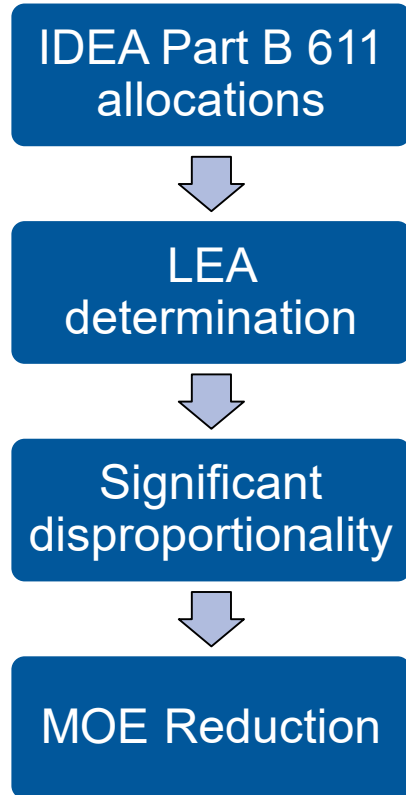 IDEA Part B 611
allocations
LEA
determination
Significant
disproportionality
MOE Reduction